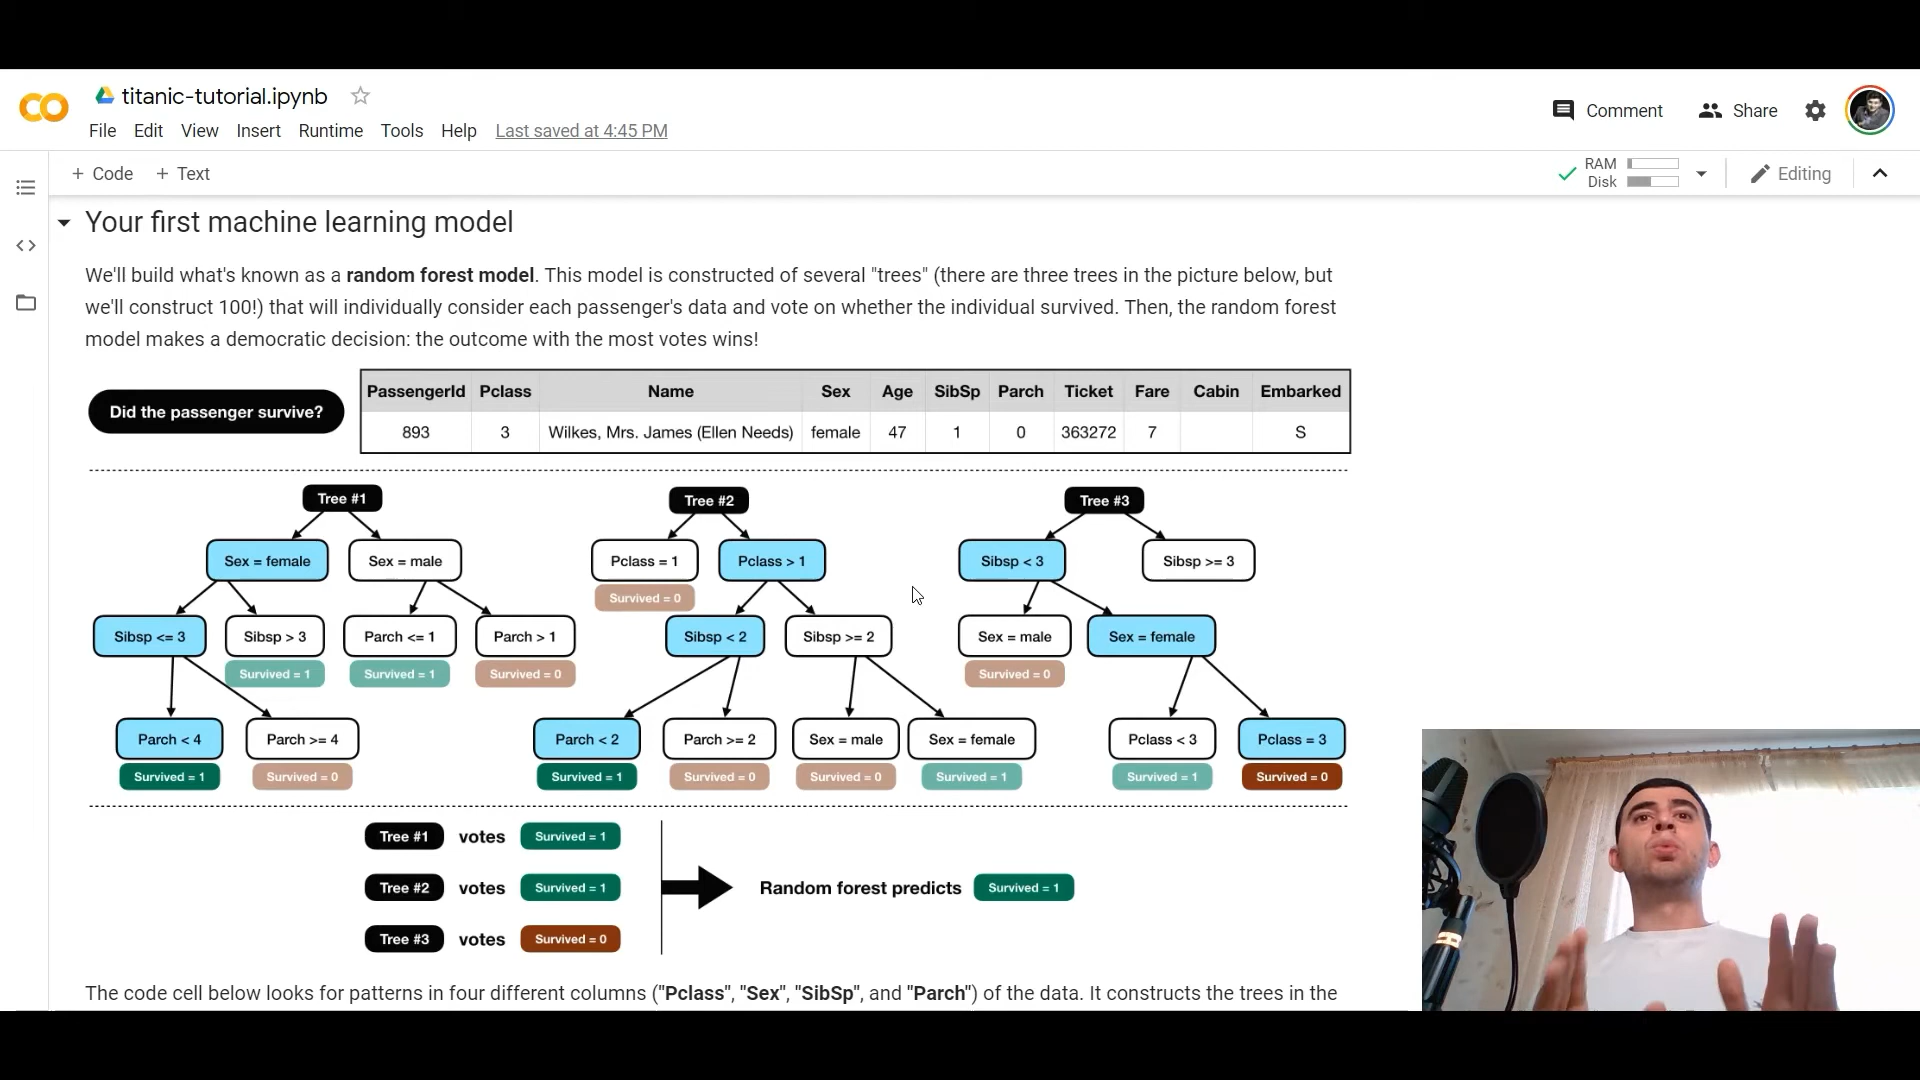 titanic-tutorial.ipynb
Comment
Share
File Edit View Insert Runtime Tools Help Last saved at 4:45 PM
+ Code + Text
RAM
Disk
Editing
Your first machine learning model
We'll build what's known as a random forest model. This model is constructed of several "trees" (there are three trees in the picture below, but
we'll construct 100!) that will individually consider each passenger's data and vote on whether the individual survived. Then, the random forest
model makes a democratic decision: the outcome with the most votes wins!
Did the passenger survive?
PassengerId Pclass Name Sex Age SibSp Parch Ticket Fare Cabin Embarked
893 3 Wilkes, Mrs. James (Ellen Needs) female 47 1 0 363272 7 S
Tree #1 Tree #2 Tree #3
Sex = female Sex = male Pclass = 1 Pclass > 1 Sibsp < 3 Sibsp >= 3
Survived = 0
Sibsp <= 3 Sibsp > 3 Parch <= 1 Parch > 1 Sibsp < 2 Sibsp >= 2 Sex = male Sex = female
Survived = 1 Survived = 1 Survived = 0 Survived = 0
Parch < 4 Parch >= 4 Parch < 2 Parch >= 2 Sex = male Sex = female Pclass < 3 Pclass = 3
Survived = 1 Survived = 0 Survived = 1 Survived = 0 Survived = 0 Survived = 1 Survived = 1 Survived = 0
Tree #1 votes Survived = 1
Tree #2 votes Survived = 1
Random forest predicts Survived = 1
Tree #3 votes Survived = 0
The code cell below looks for patterns in four different columns ("Pclass", "Sex", "SibSp", and "Parch") of the data. It constructs the trees in the